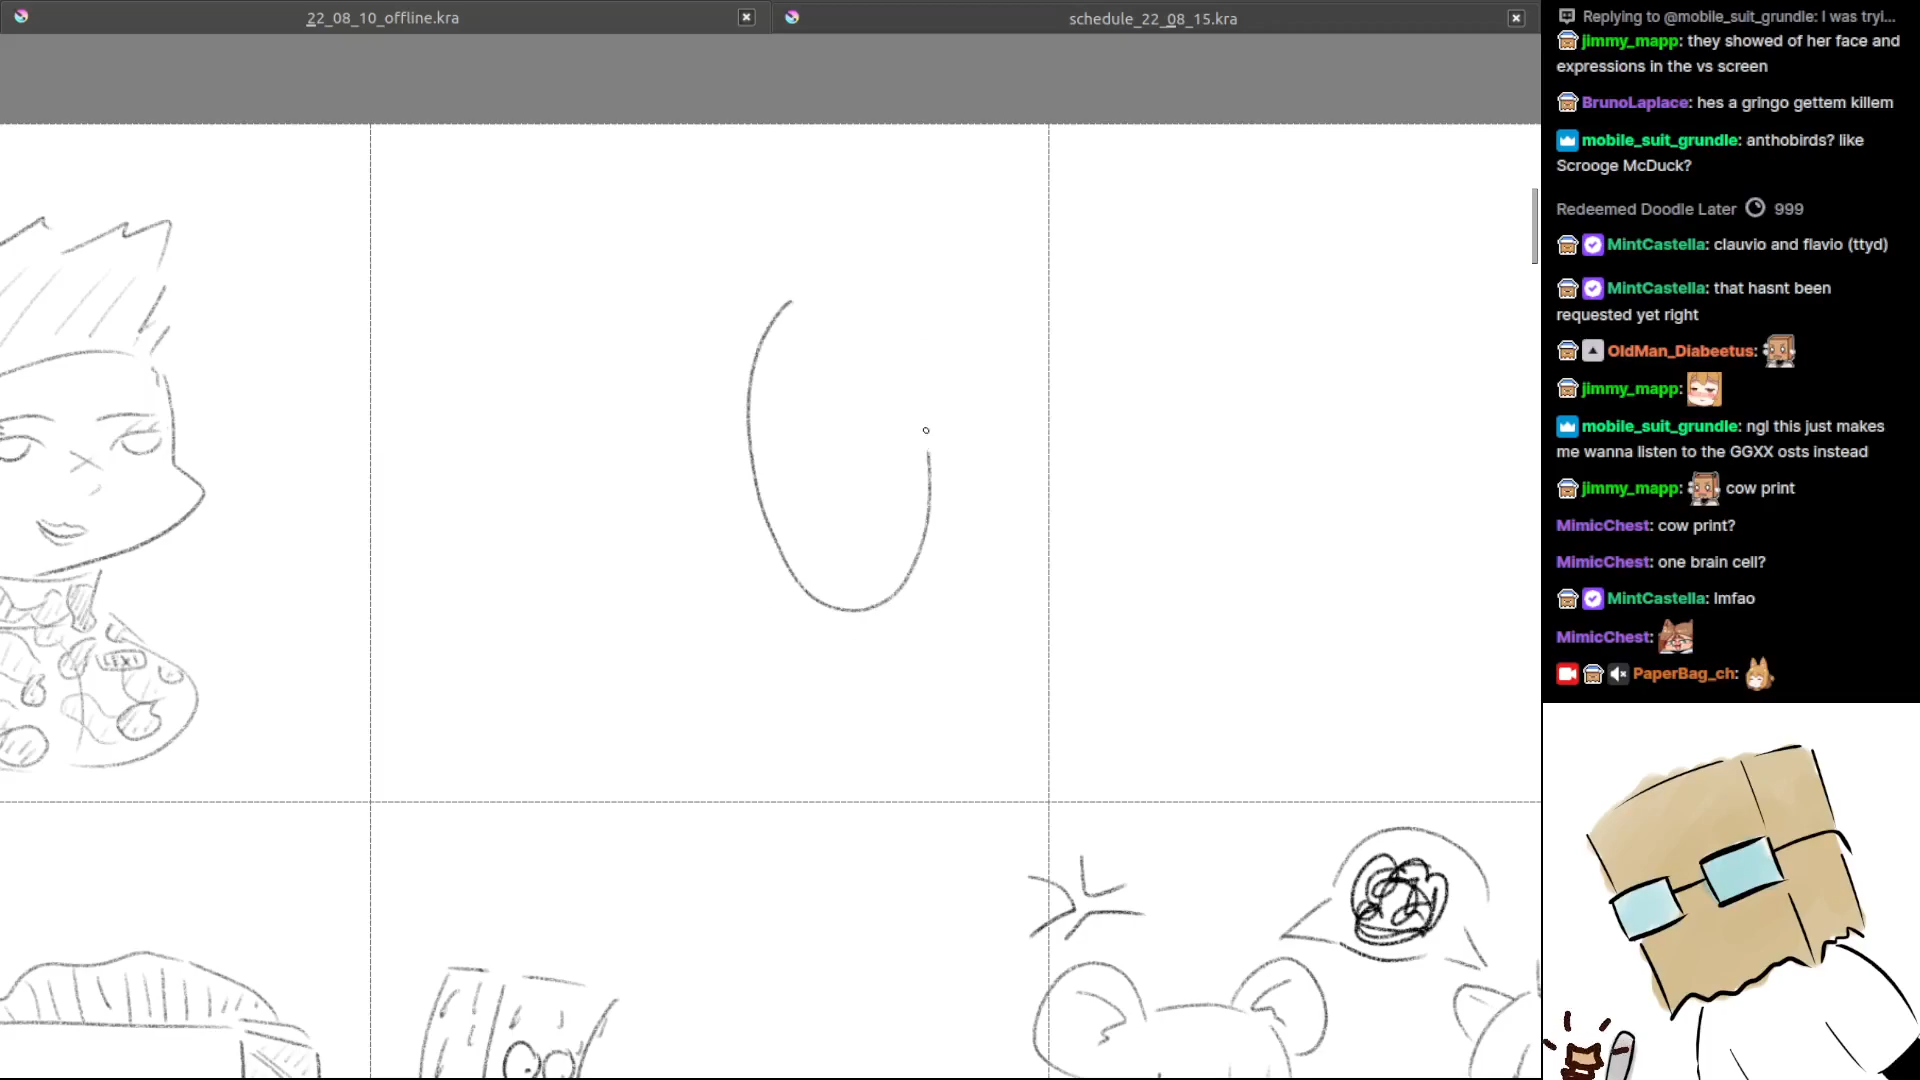 22_08_10_offline.kra
schedule_22_08_15.kra
Replying to @mobile_suit_grundle: I was tryi...
jimmy_mapp: they showed of her face and
expressions in the vs screen
BrunoLaplace: hes a gringo gettem killem
mobile_suit_grundle: anthobirds? like
Scrooge McDuck?
Redeemed Doodle Later 999
MintCastella: clauvio and flavio (ttyd)
MintCastella: that hasnt been
requested yet right
OldMan_Diabeetus:
jimmy_mapp:
mobile_suit_grundle: ngl this just makes
me wanna listen to the GGXX osts instead
jimmy_mapp: cow print
MimicChest: cow print?
MimicChest: one brain cell?
MintCastella: lmfao
MimicChest:
PaperBag_ch: